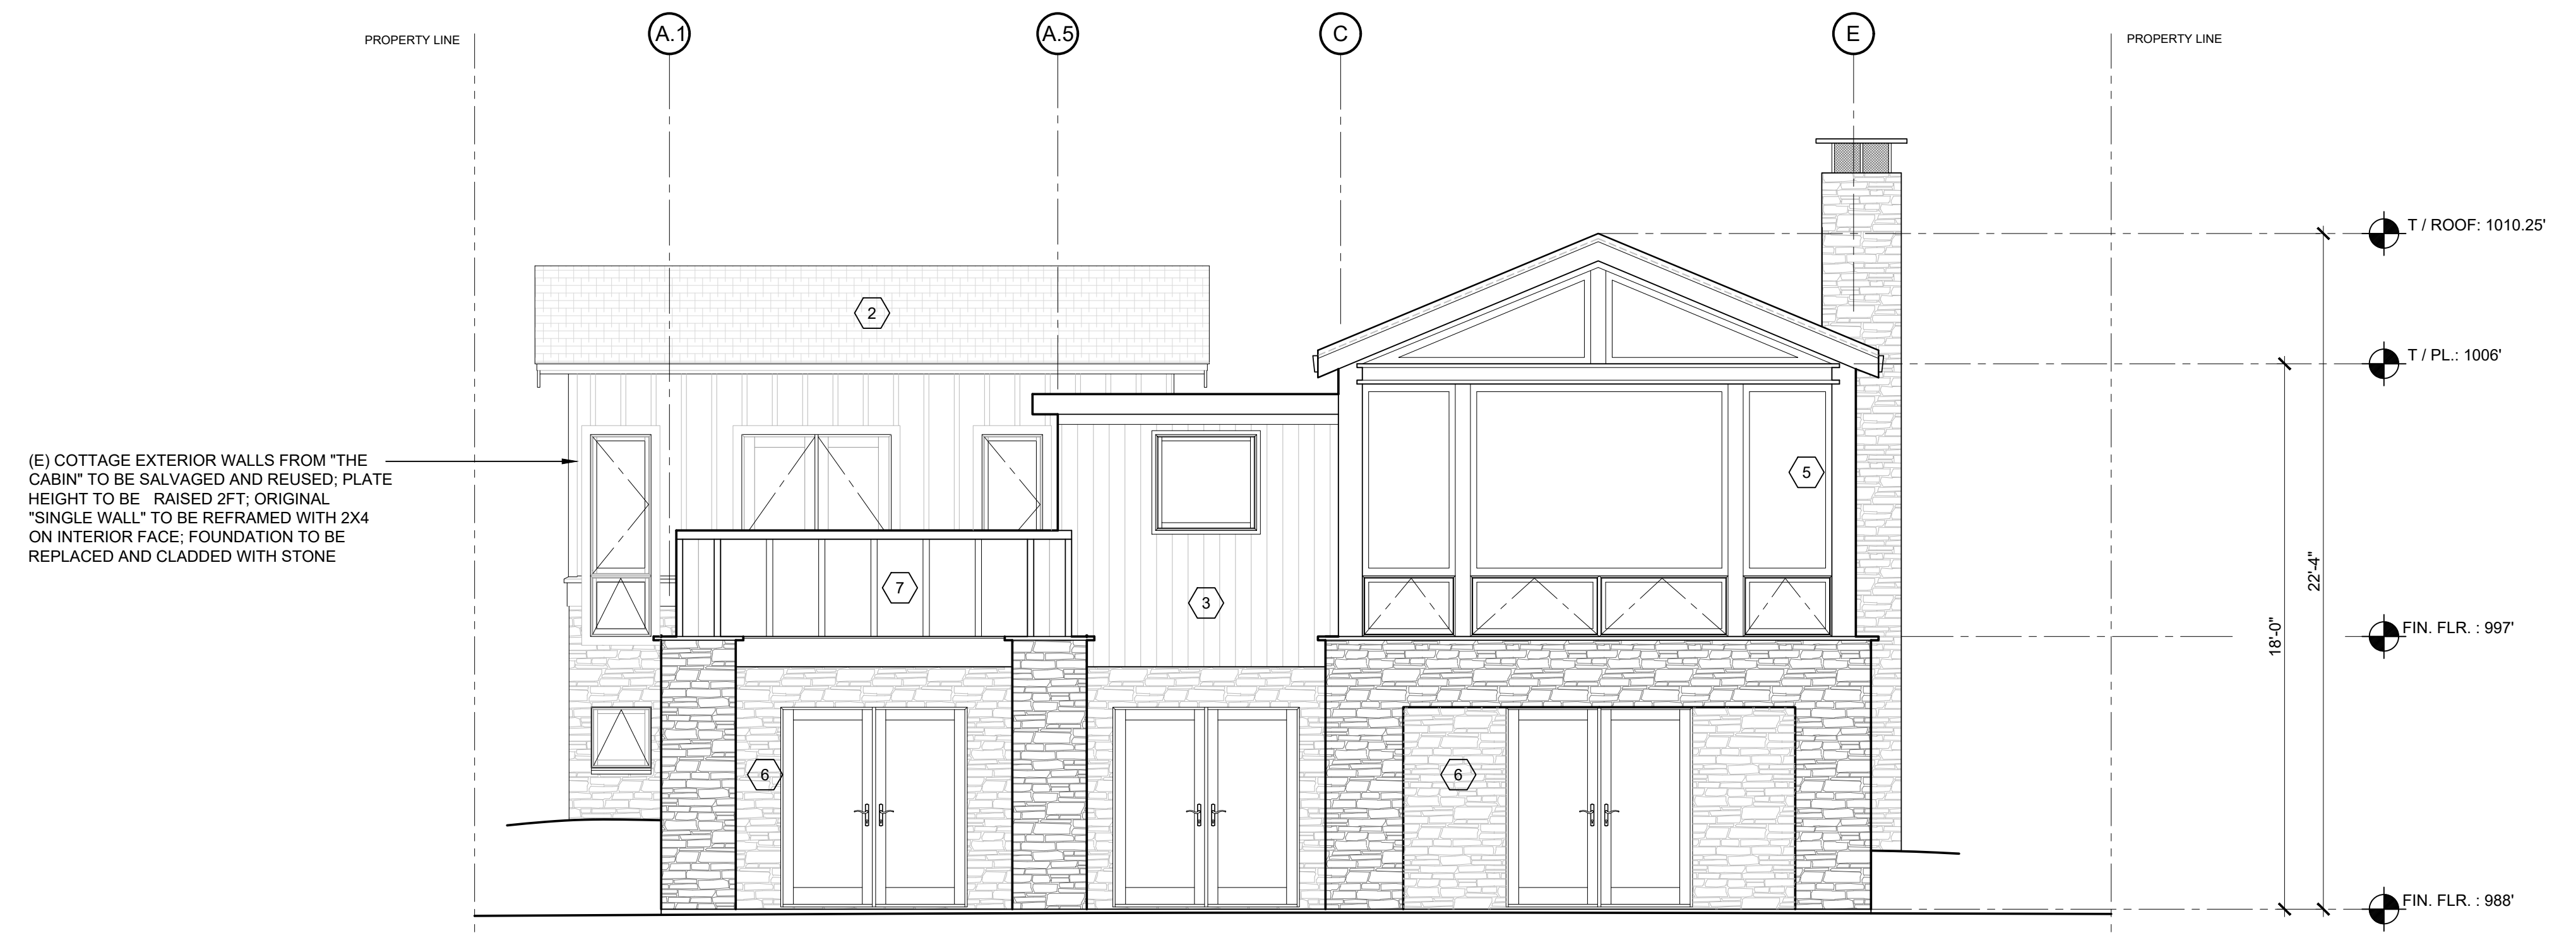 PROPERTY LINE
A.1
A.5
C
E
PROPERTY LINE
T / ROOF: 1010.25'
2
T / PL.: 1006'
(E) COTTAGE EXTERIOR WALLS FROM "THE
CABIN" TO BE SALVAGED AND REUSED; PLATE
HEIGHT TO BE RAISED 2FT; ORIGINAL
"SINGLE WALL" TO BE REFRAMED WITH 2X4
ON INTERIOR FACE; FOUNDATION TO BE
REPLACED AND CLADDED WITH STONE
5
7
3
22'-4"
18'-0"
FIN. FLR. : 997'
6
6
FIN. FLR. : 988'